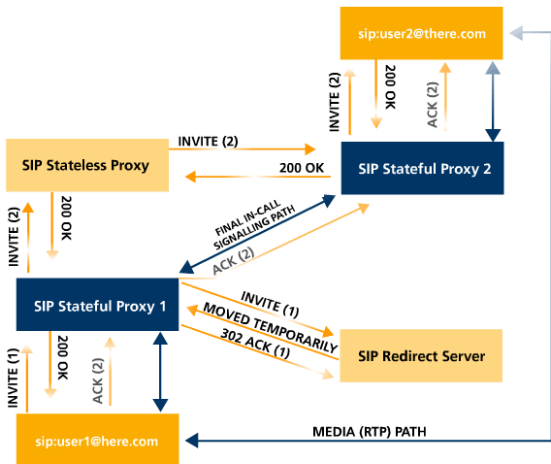 sip:user2@there.com
INVITE (2)
200 OK
ACK (2)
INVITE (2)
SIP Stateless Proxy
200 OK
SIP Stateful Proxy 2
INVITE (2)
200 OK
FINAL IN-CALL
SIGNALLING PATH
ACK (2)
SIP Stateful Proxy 1
INVITE (1)
MOVED TEMPORARILY
302 ACK (1)
SIP Redirect Server
INVITE (1)
200 OK
ACK (2)
sip:user1@here.com
MEDIA (RTP) PATH